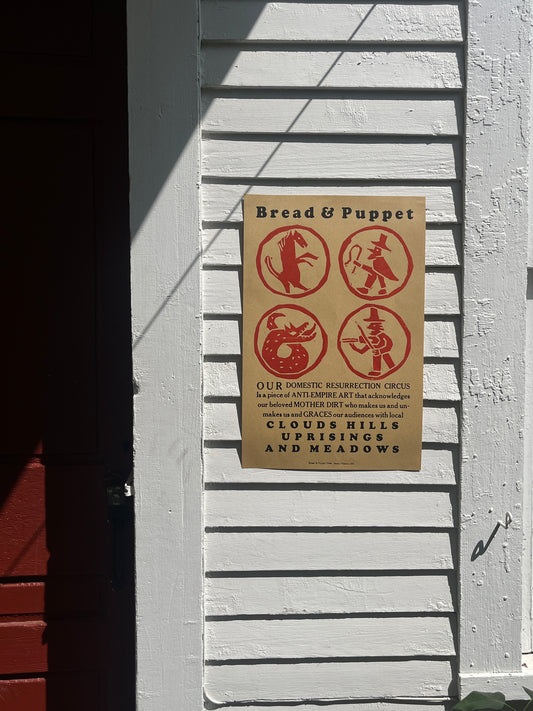 Bread & Puppet
OUR DOMESTIC RESURRECTION CIRCUS
Is a piece of ANTI-EMPIRE ART that acknowledges
our beloved MOTHER DIRT who makes us and un-
makes us and GRACES our audiences with local
CLOUDS HILLS
UPRISINGS
AND MEADOWS